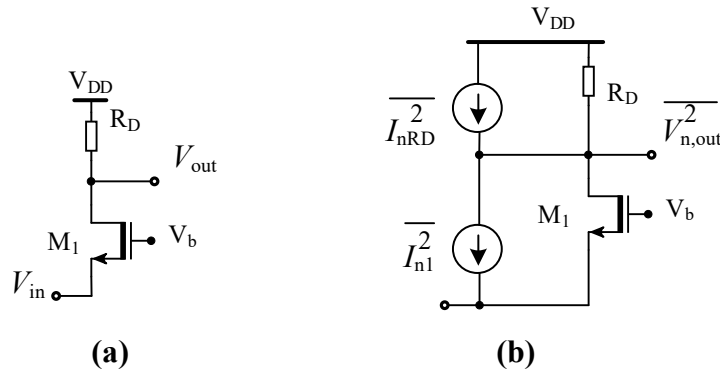 V_DD
R_D
V_out
M_1
V_b
V_in
(a)
V_DD
R_D
\overline{I_{nRD}^2}
\overline{V_{n,out}^2}
M_1
V_b
\overline{I_{n1}^2}
(b)